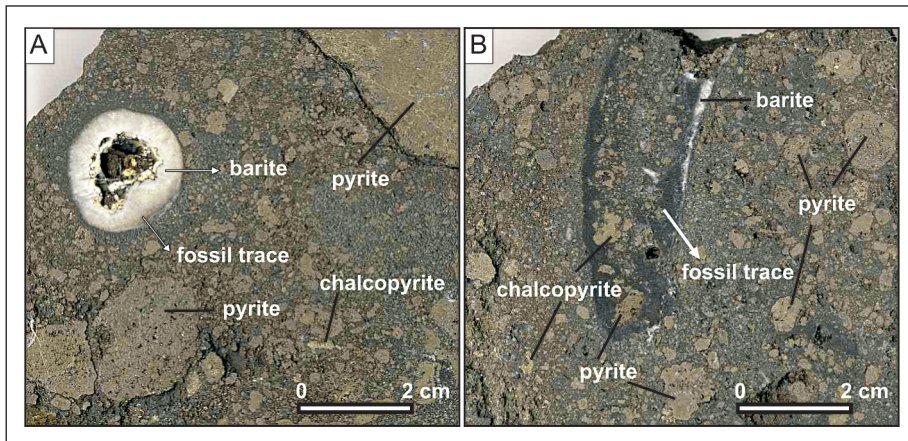 A
barite
pyrite
fossil trace
chalcopyrite
pyrite
0 2 cm
B
barite
pyrite
fossil trace
chalcopyrite
pyrite
0 2 cm